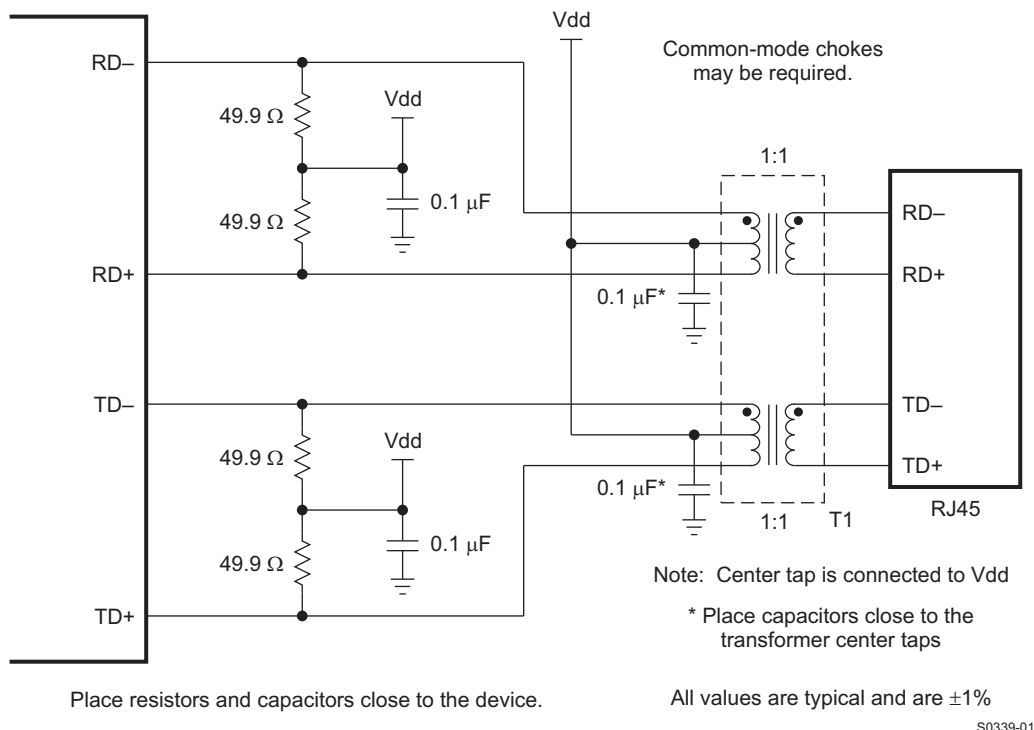 Vdd
Common-mode chokes
may be required.
RD–
49.9 Ω
Vdd
0.1 μF
49.9 Ω
RD+
1:1
RD–
RD+
0.1 μF*
TD–
49.9 Ω
Vdd
0.1 μF
49.9 Ω
TD+
TD–
TD+
0.1 μF*
1:1
T1
RJ45
Note: Center tap is connected to Vdd
* Place capacitors close to the
transformer center taps
Place resistors and capacitors close to the device.
All values are typical and are ±1%
S0339-01